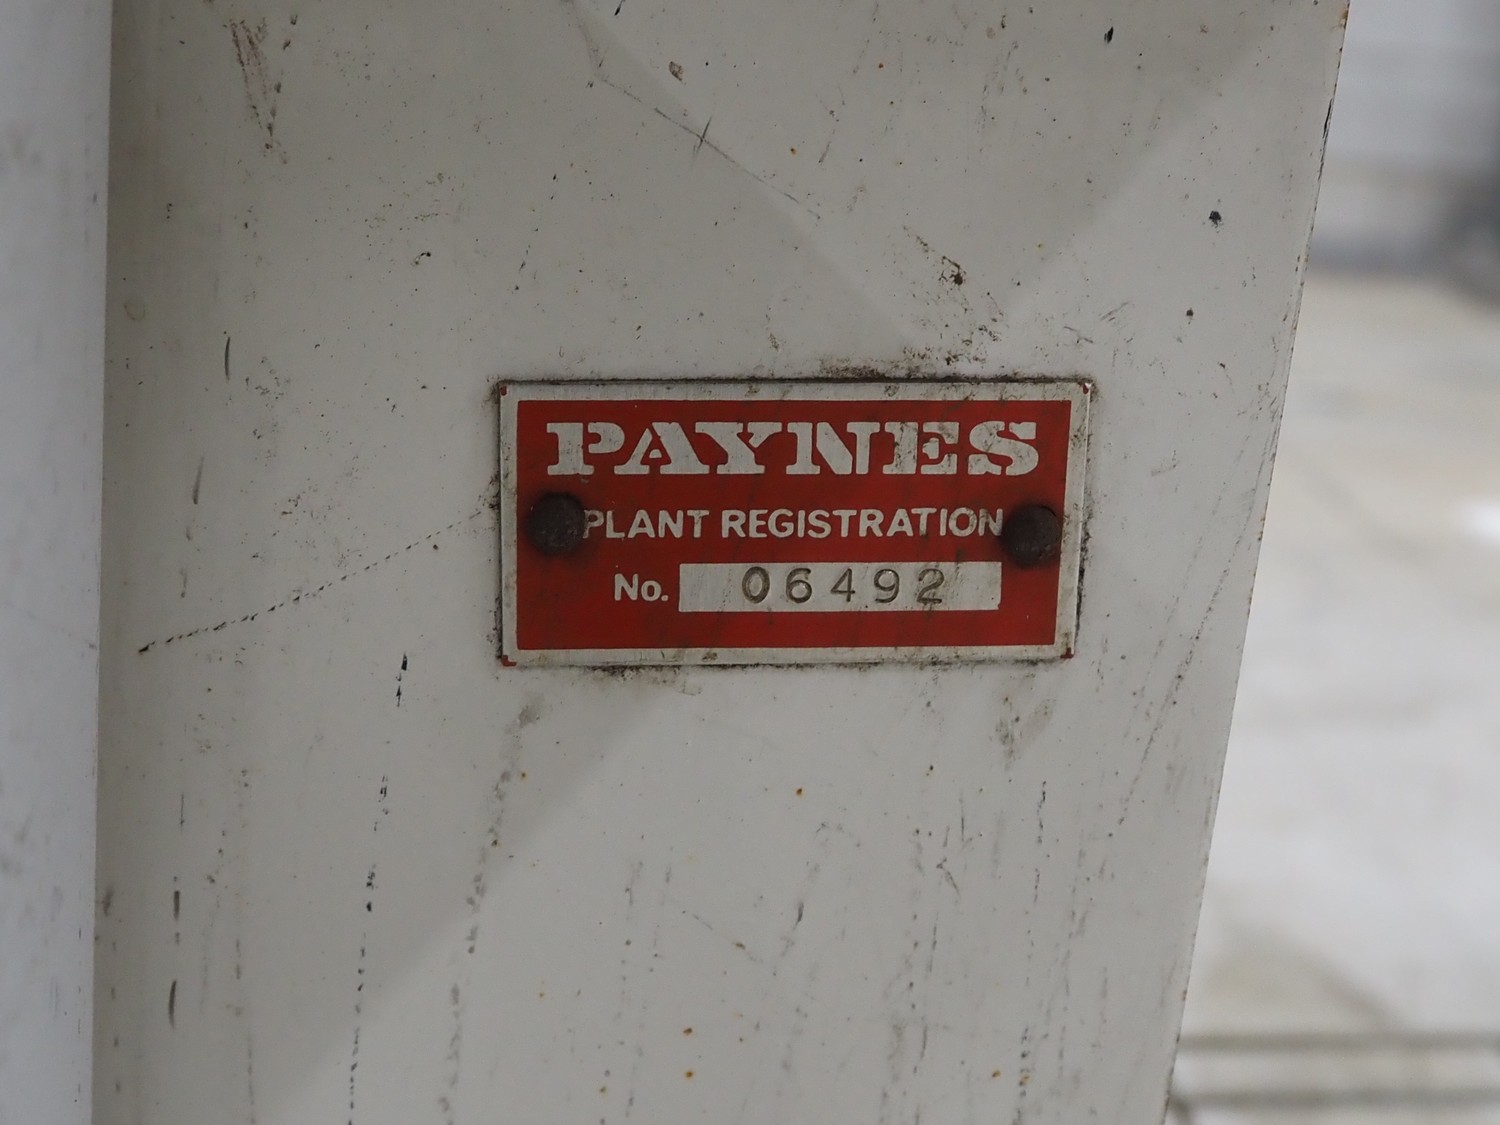 PAYNES
PLANT REGISTRATION
No. 06492